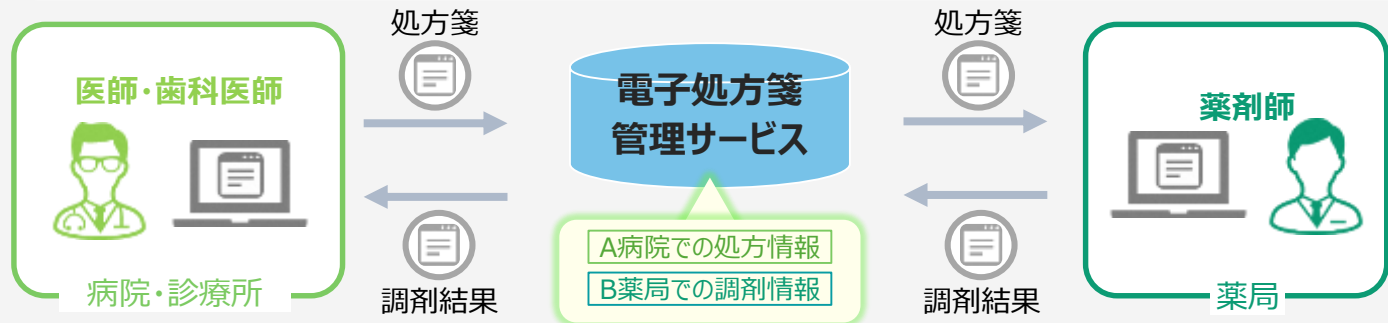 処方箋
処方箋
医師・歯科医師
電子処方箋
管理サービス
薬剤師
A病院での処方情報
B薬局での調剤情報
病院・診療所
調剤結果
調剤結果
薬局